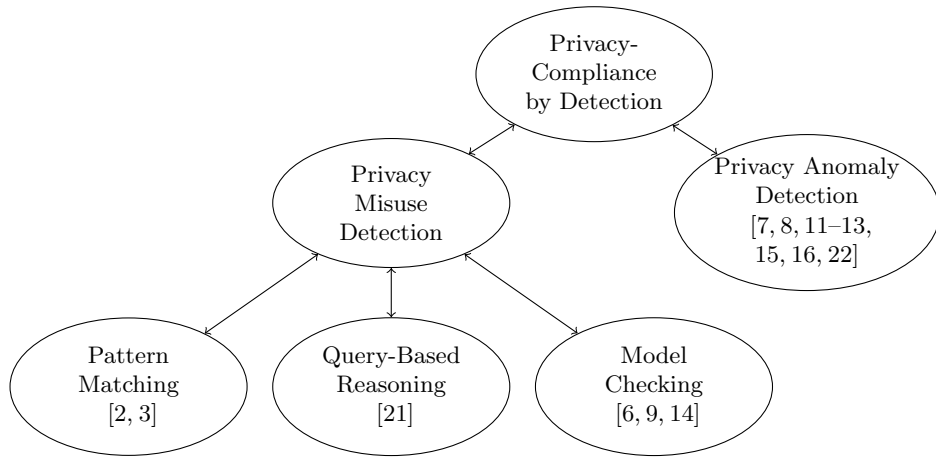 Privacy-
Compliance
by Detection
Privacy
Misuse
Detection
Privacy Anomaly
Detection
[7, 8, 11–13,
15, 16, 22]
Pattern
Matching
[2, 3]
Query-Based
Reasoning
[21]
Model
Checking
[6, 9, 14]